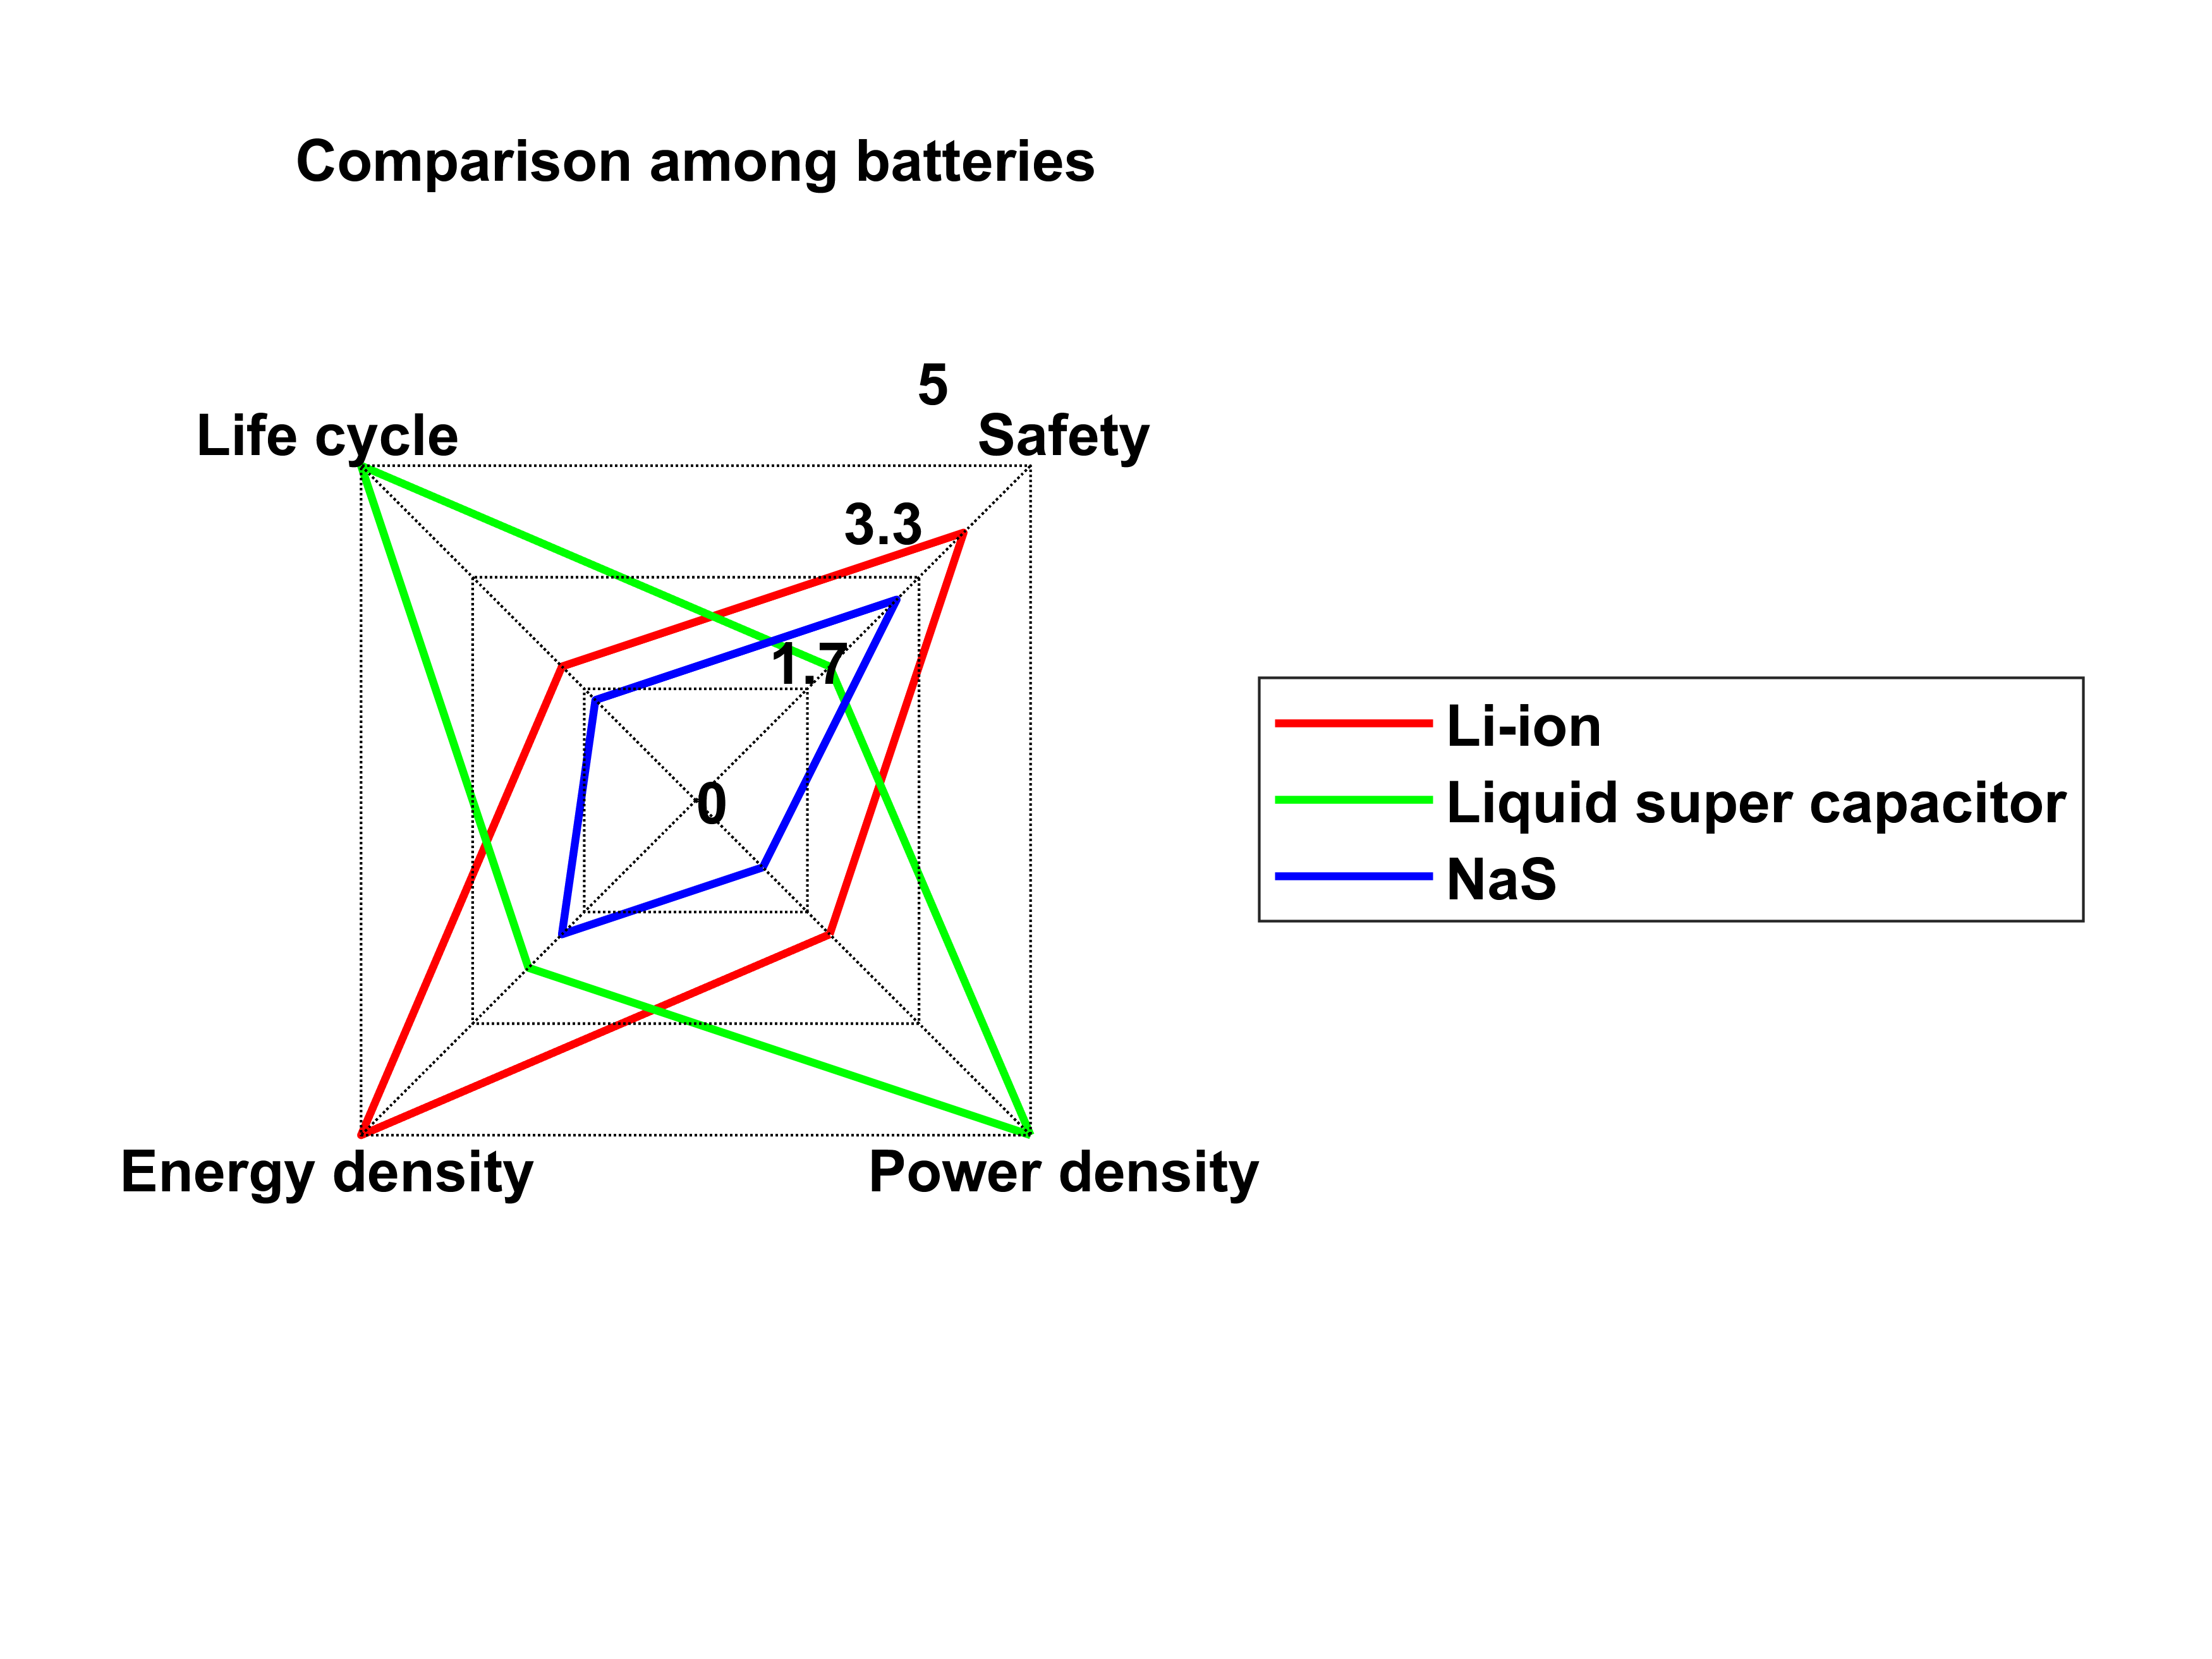 Comparison among batteries
5
Life cycle
Safety
3.3
1.7
0
Li-ion
Liquid super capacitor
NaS
Energy density
Power density